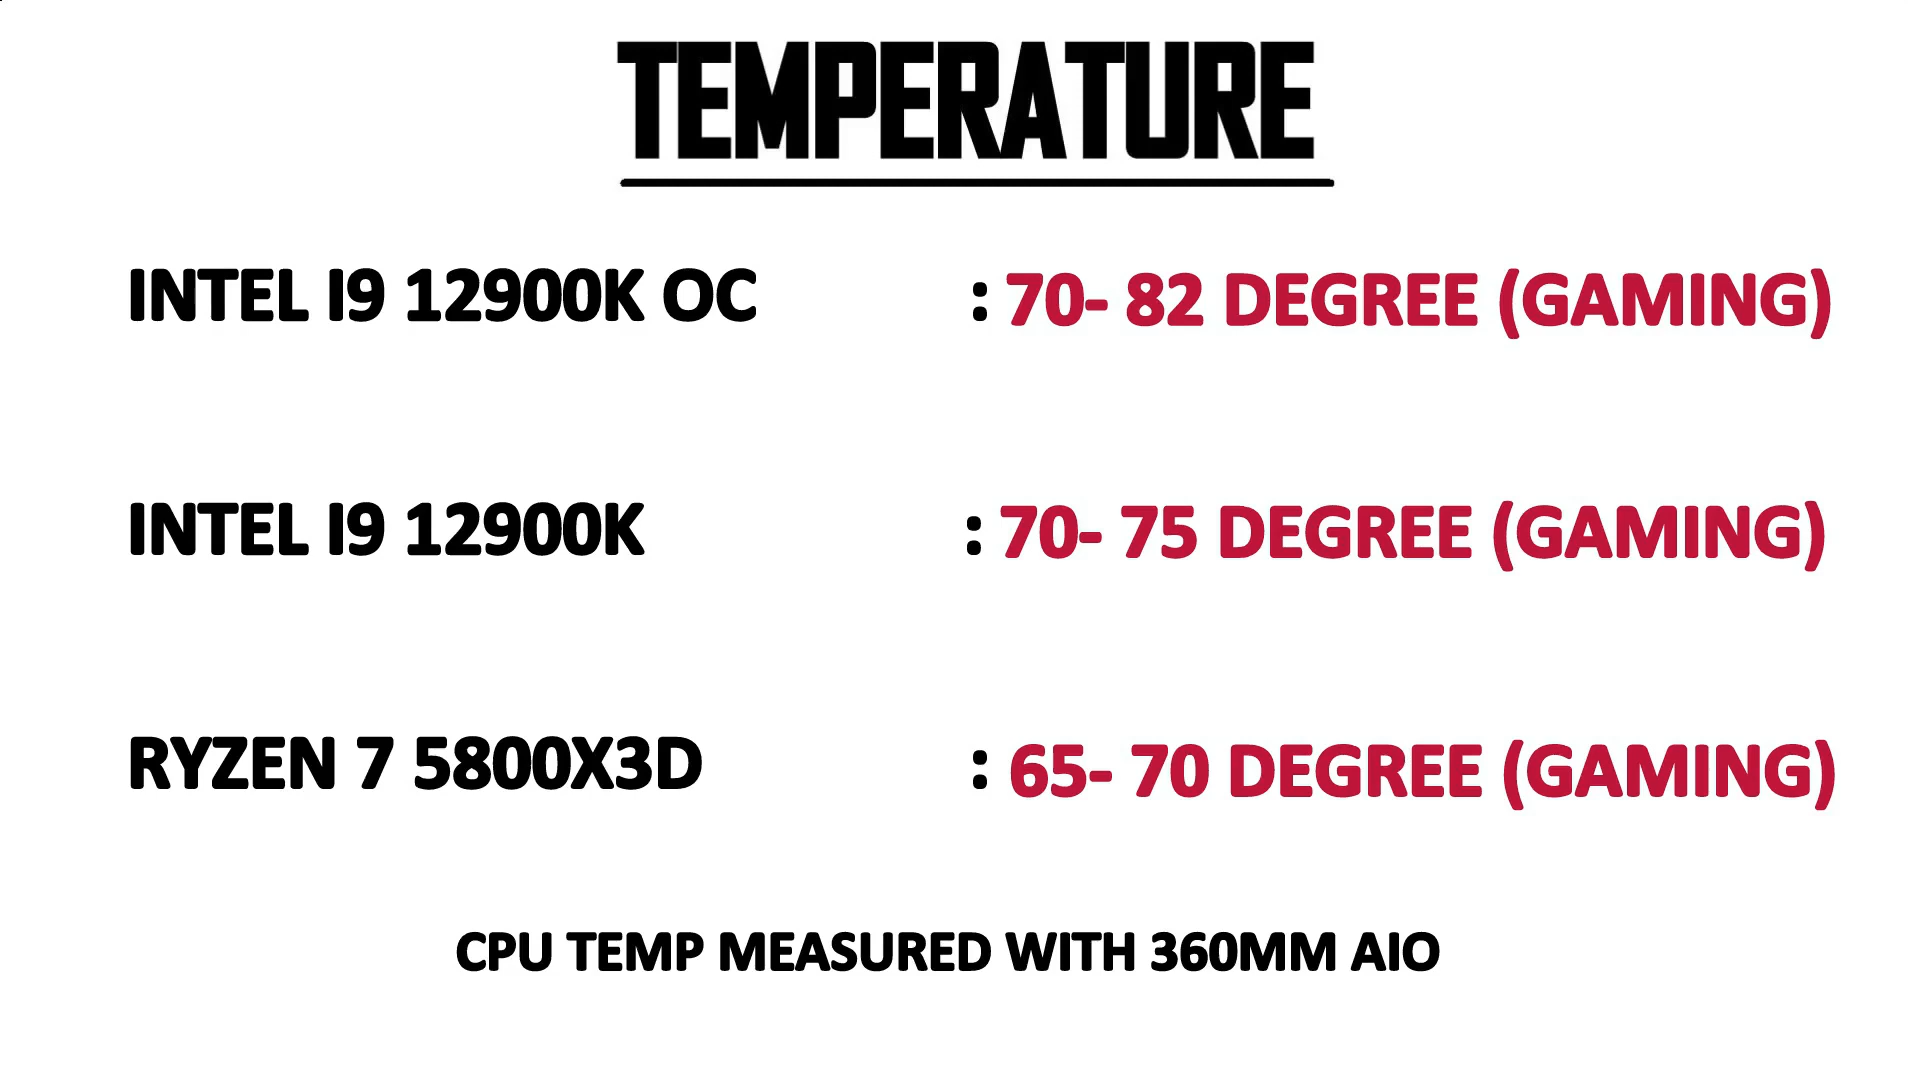 TEMPERATURE
INTEL I9 12900K OC : 70- 82 DEGREE (GAMING)
INTEL I9 12900K : 70- 75 DEGREE (GAMING)
RYZEN 7 5800X3D : 65- 70 DEGREE (GAMING)
CPU TEMP MEASURED WITH 360MM AIO